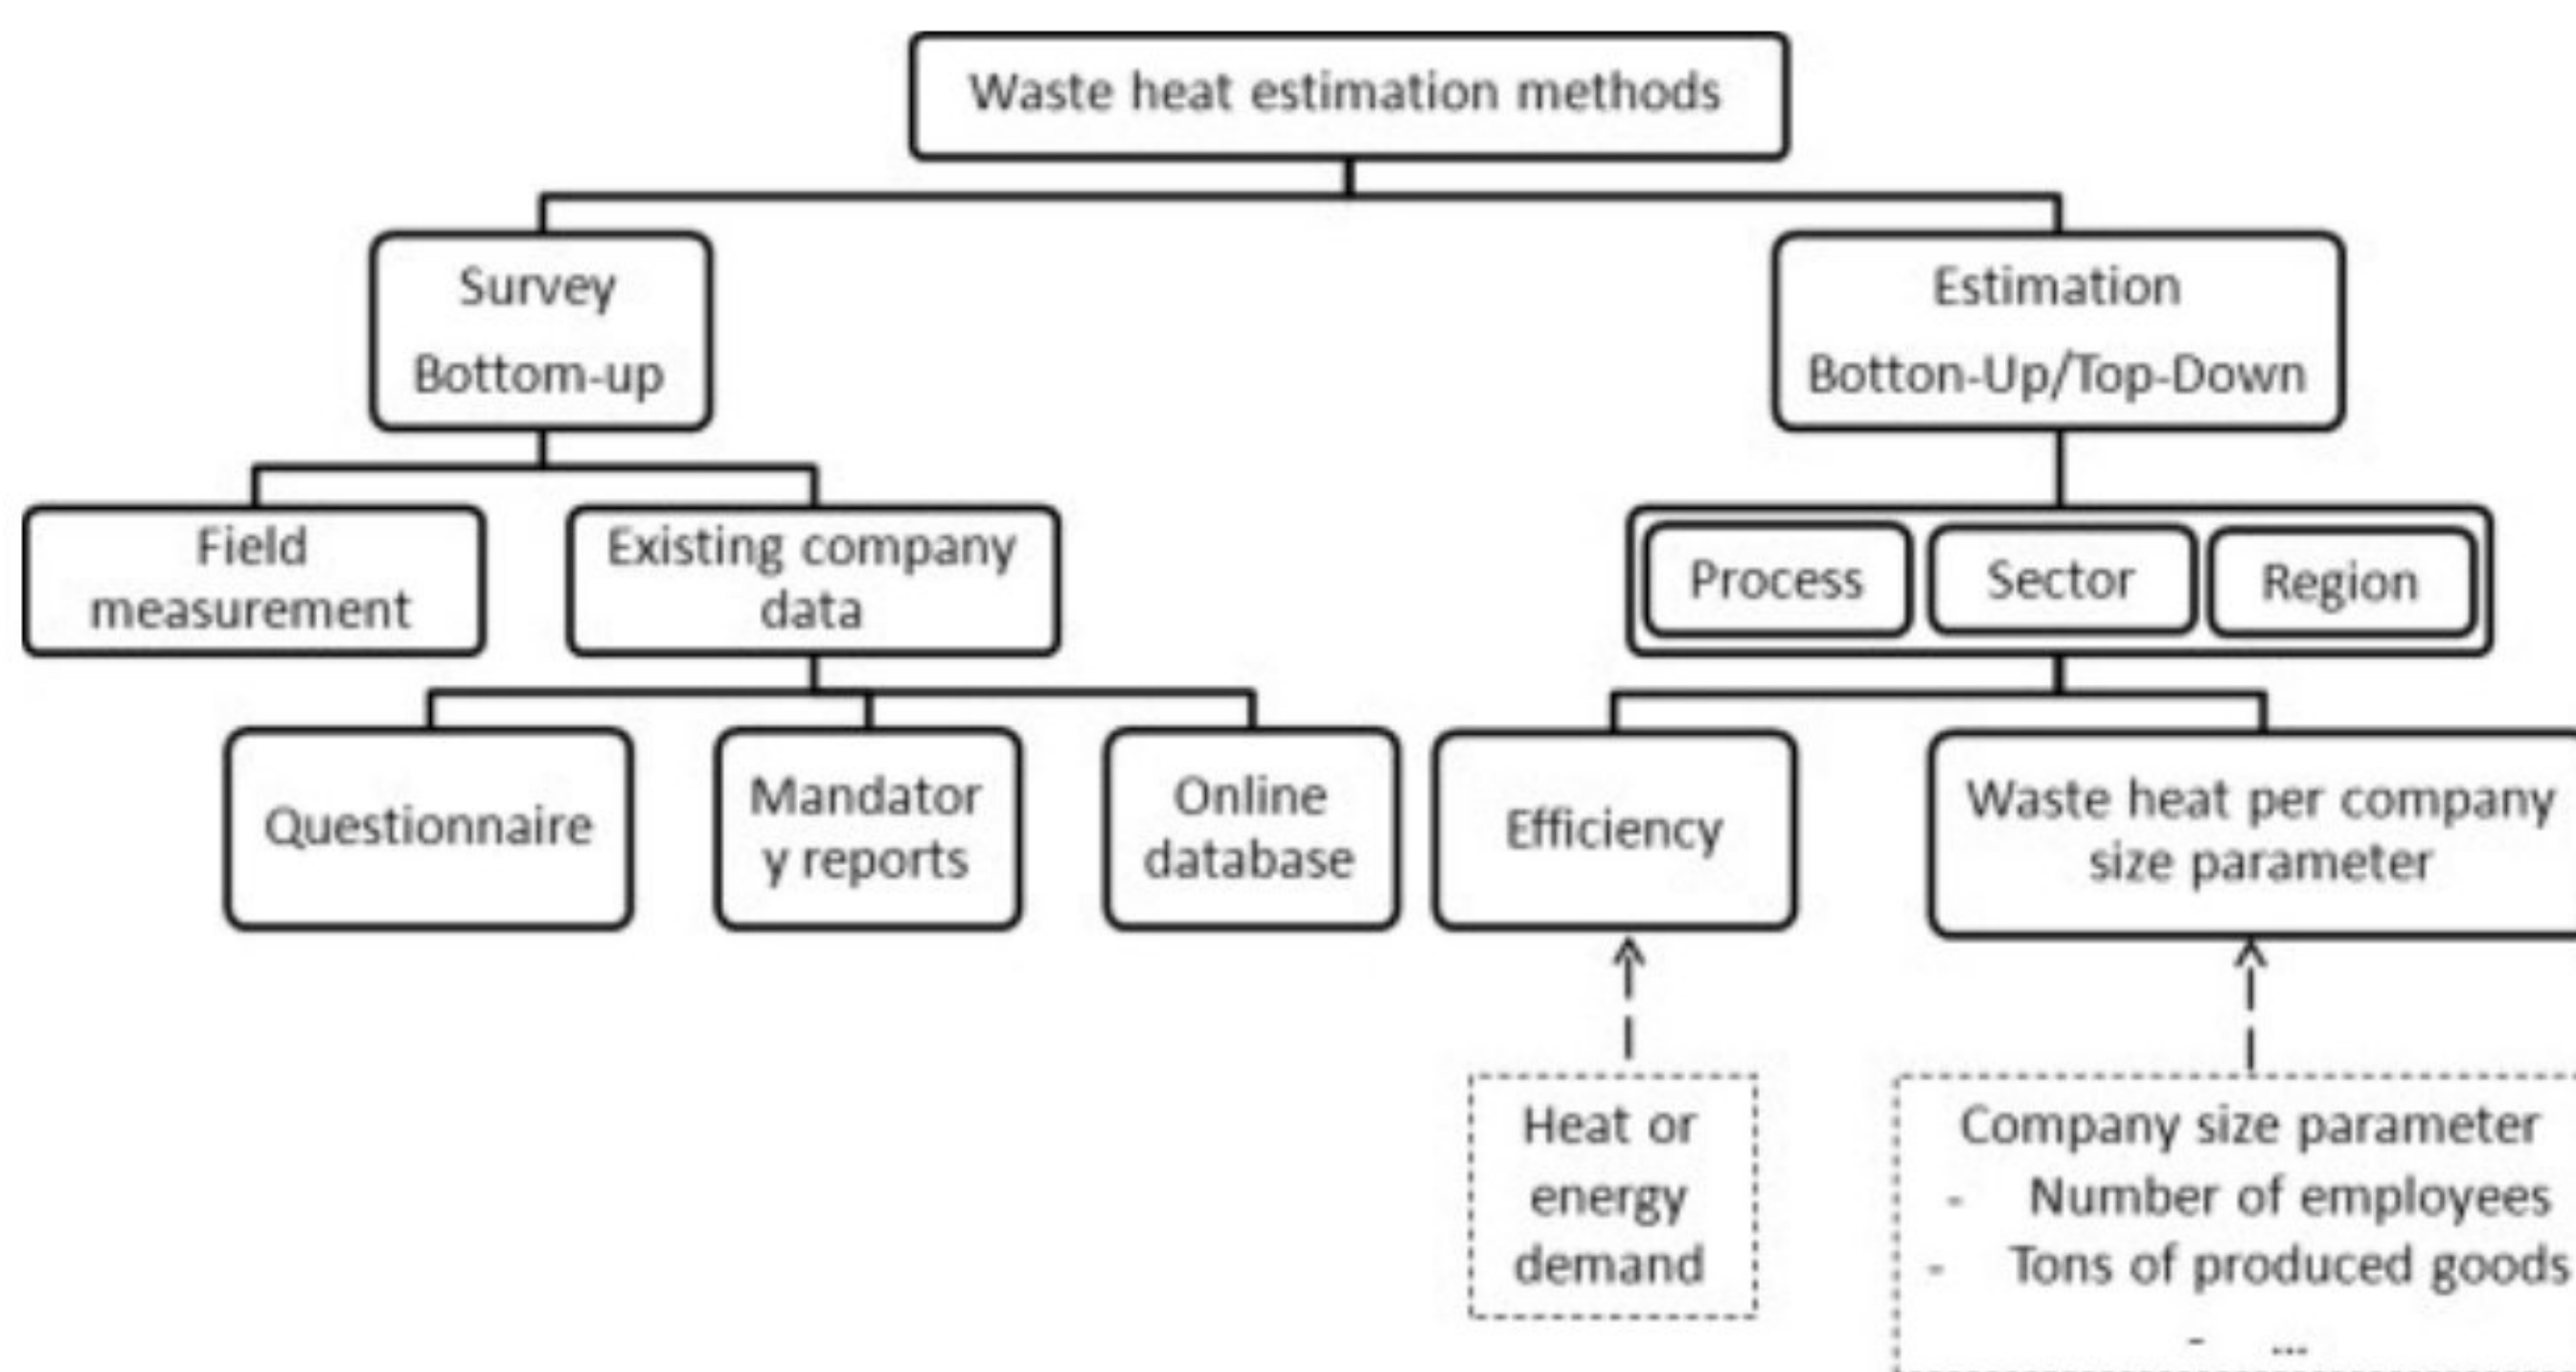 Waste heat estimation methods
Survey
Bottom-up
Estimation
Botton-Up/Top-Down
Field
measurement
Existing company
data
Process
Sector
Region
Questionnaire
Mandator
y reports
Online
database
Efficiency
Waste heat per company
size parameter
Heat or
energy
demand
Company size parameter
- Number of employees
- Tons of produced goods
- ...